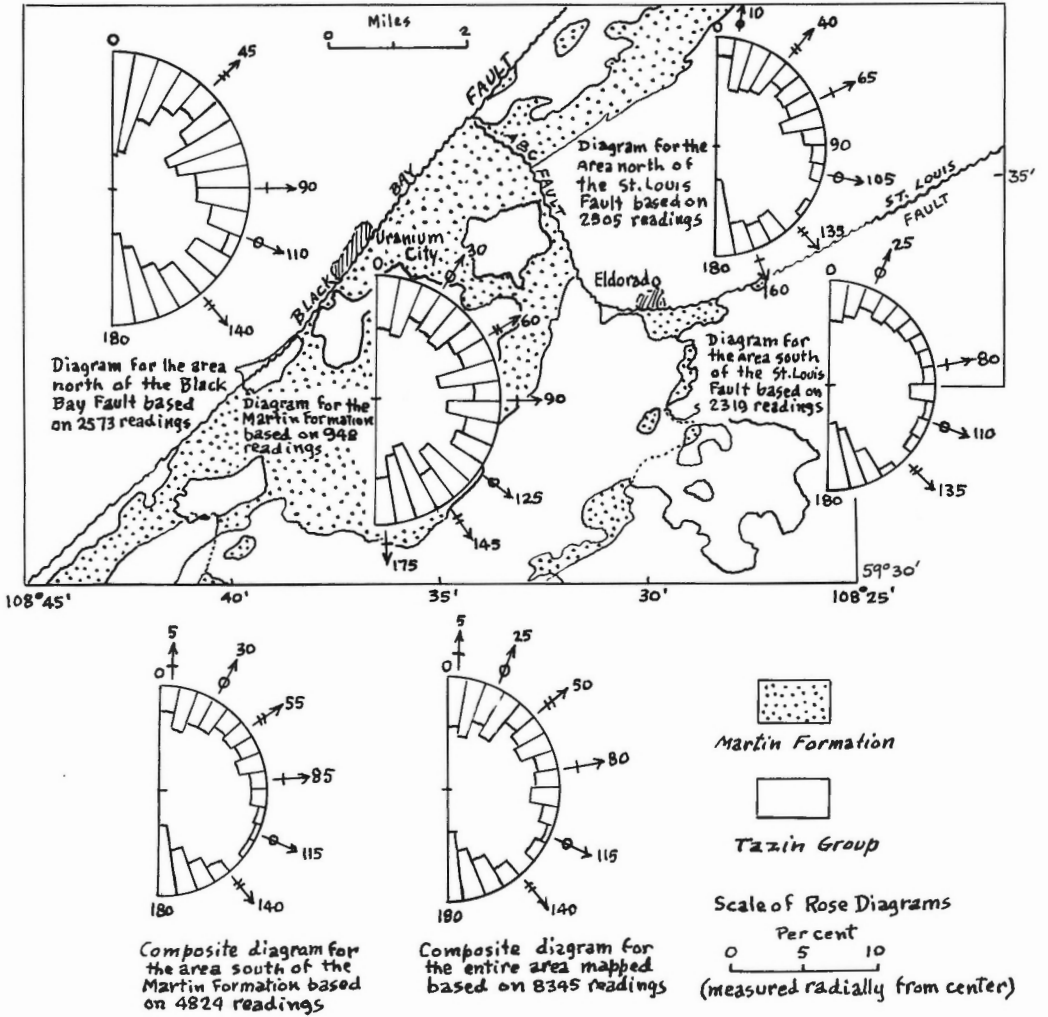 Miles
0 2
FAULT
BAY
BLACK
A.B.C. FAULT
ST. LOUIS
FAULT
35'
Uranium
City
Eldorado
0
45
90
110
140
180
Diagram for the area
north of the Black
Bay Fault based
on 2573 readings
0
10
40
65
90
105
135
160
180
Diagram for the
Area north of
the St. Louis
Fault based on
2505 readings
0
30
60
90
125
145
175
Diagram for the
Martin Formation
based on 948
readings
0
25
80
110
135
180
Diagram for
the area south
of the St. Louis
Fault based on
2319 readings
59°30'
108°45' 40' 35' 30' 108°25'
0
5
30
55
85
115
140
180
Composite diagram for
the area south of the
Martin Formation based
on 4824 readings
0
5
25
50
80
115
140
180
Composite diagram for
the entire area mapped
based on 8345 readings
Martin Formation
Tazin Group
Scale of Rose Diagrams
Per cent
0 5 10
(measured radially from center)